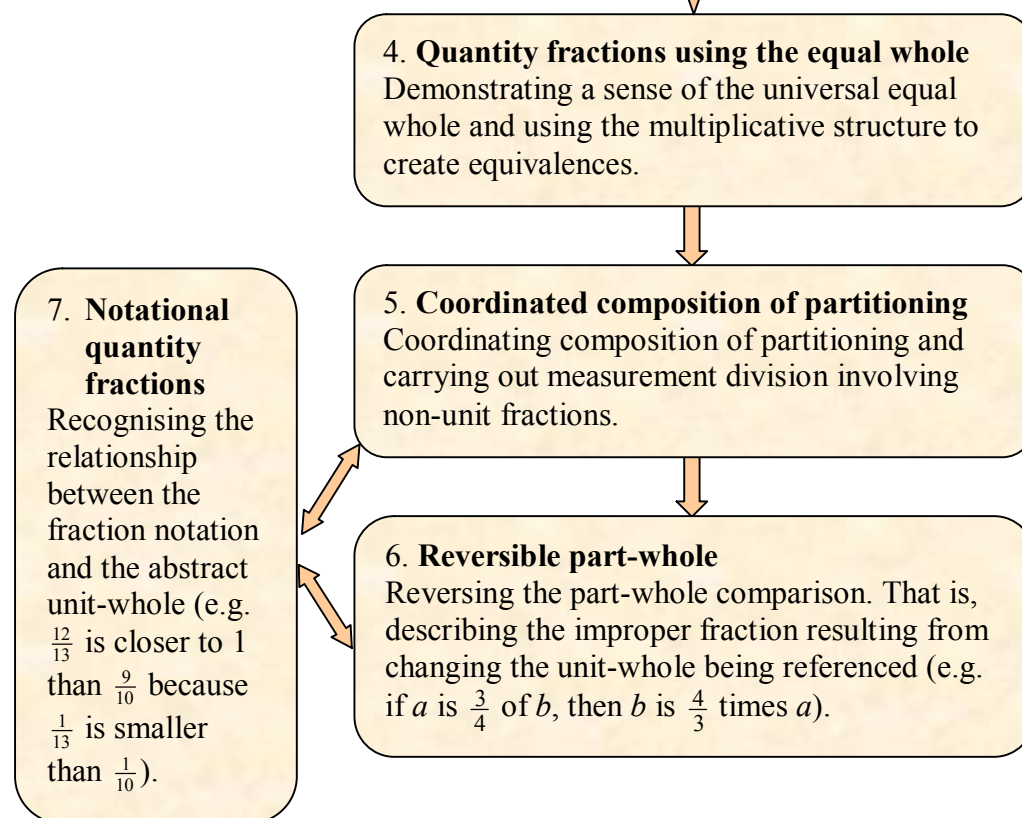 4. Quantity fractions using the equal whole
Demonstrating a sense of the universal equal
whole and using the multiplicative structure to
create equivalences.
5. Coordinated composition of partitioning
Coordinating composition of partitioning and
carrying out measurement division involving
non-unit fractions.
6. Reversible part-whole
Reversing the part-whole comparison. That is,
describing the improper fraction resulting from
changing the unit-whole being referenced (e.g.
if a is 3/4 of b, then b is 4/3 times a).
7. Notational
quantity
fractions
Recognising the
relationship
between the
fraction notation
and the abstract
unit-whole (e.g.
12/13 is closer to 1
than 9/10 because
1/13 is smaller
than 1/10).